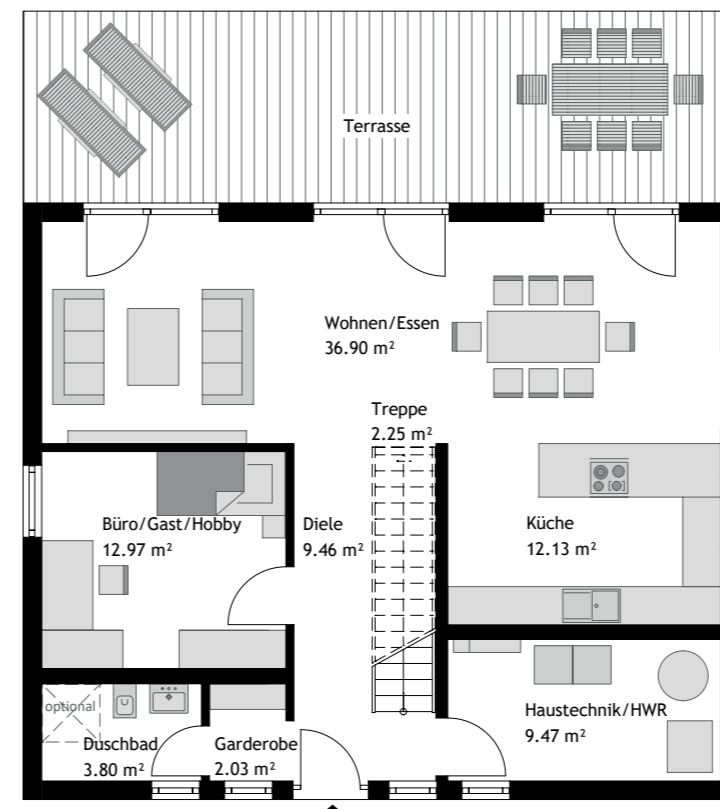 Terrasse
Wohnen/Essen
36.90 m²
Treppe
2.25 m²
Büro/Gast/Hobby
12.97 m²
Diele
9.46 m²
Küche
12.13 m²
optional
Duschbad
3.80 m²
Garderobe
2.03 m²
Haustechnik/HWR
9.47 m²